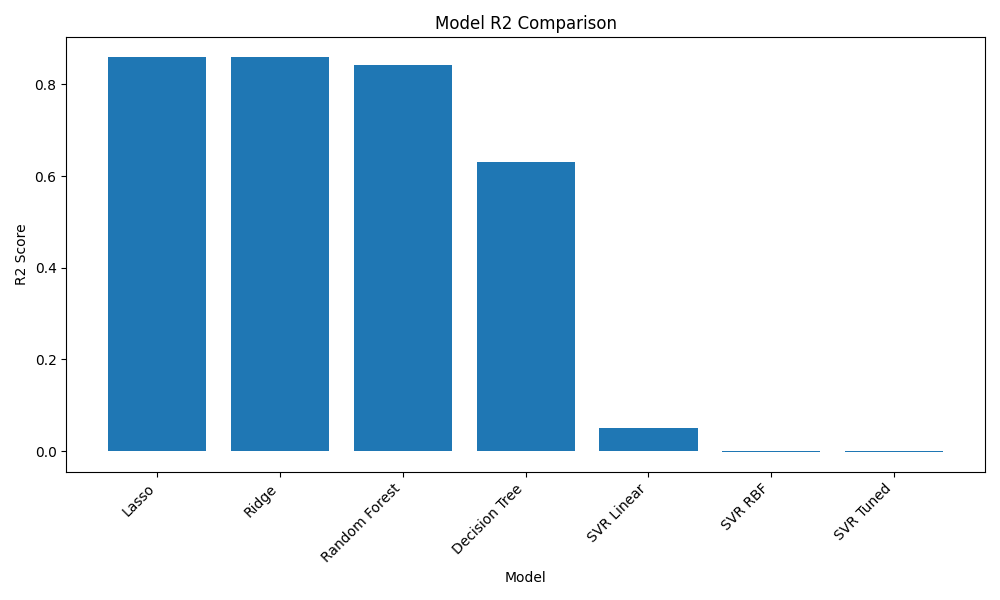 Model R2 Comparison
R2 Score
0.8
0.6
0.4
0.2
0.0
Lasso
Ridge
Random Forest
Decision Tree
SVR Linear
SVR RBF
SVR Tuned
Model